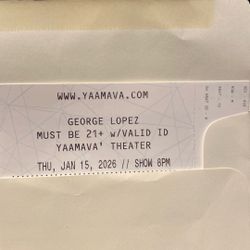 WWW.YAAMAVA.COM
GEORGE LOPEZ
MUST BE 21+ w/VALID ID
YAAMAVA' THEATER
THU, JAN 15, 2026 // SHOW 8PM